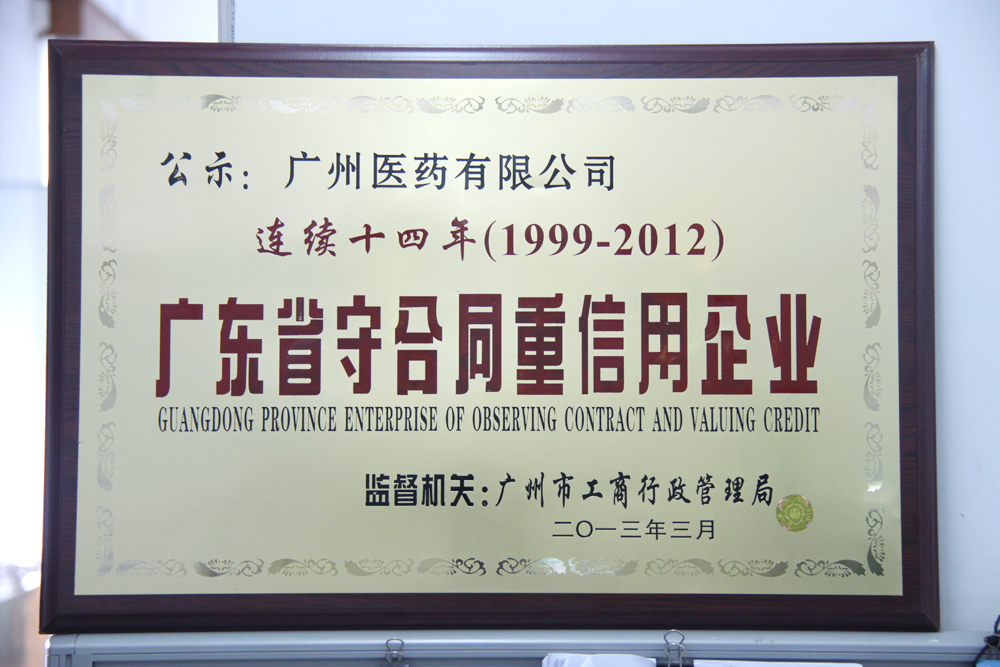 公示：广州医药有限公司
连续十四年(1999-2012)
广东省守合同重信用企业
GUANGDONG PROVINCE ENTERPRISE OF OBSERVING CONTRACT AND VALUING CREDIT
监督机关：广州市工商行政管理局
二〇一三年三月